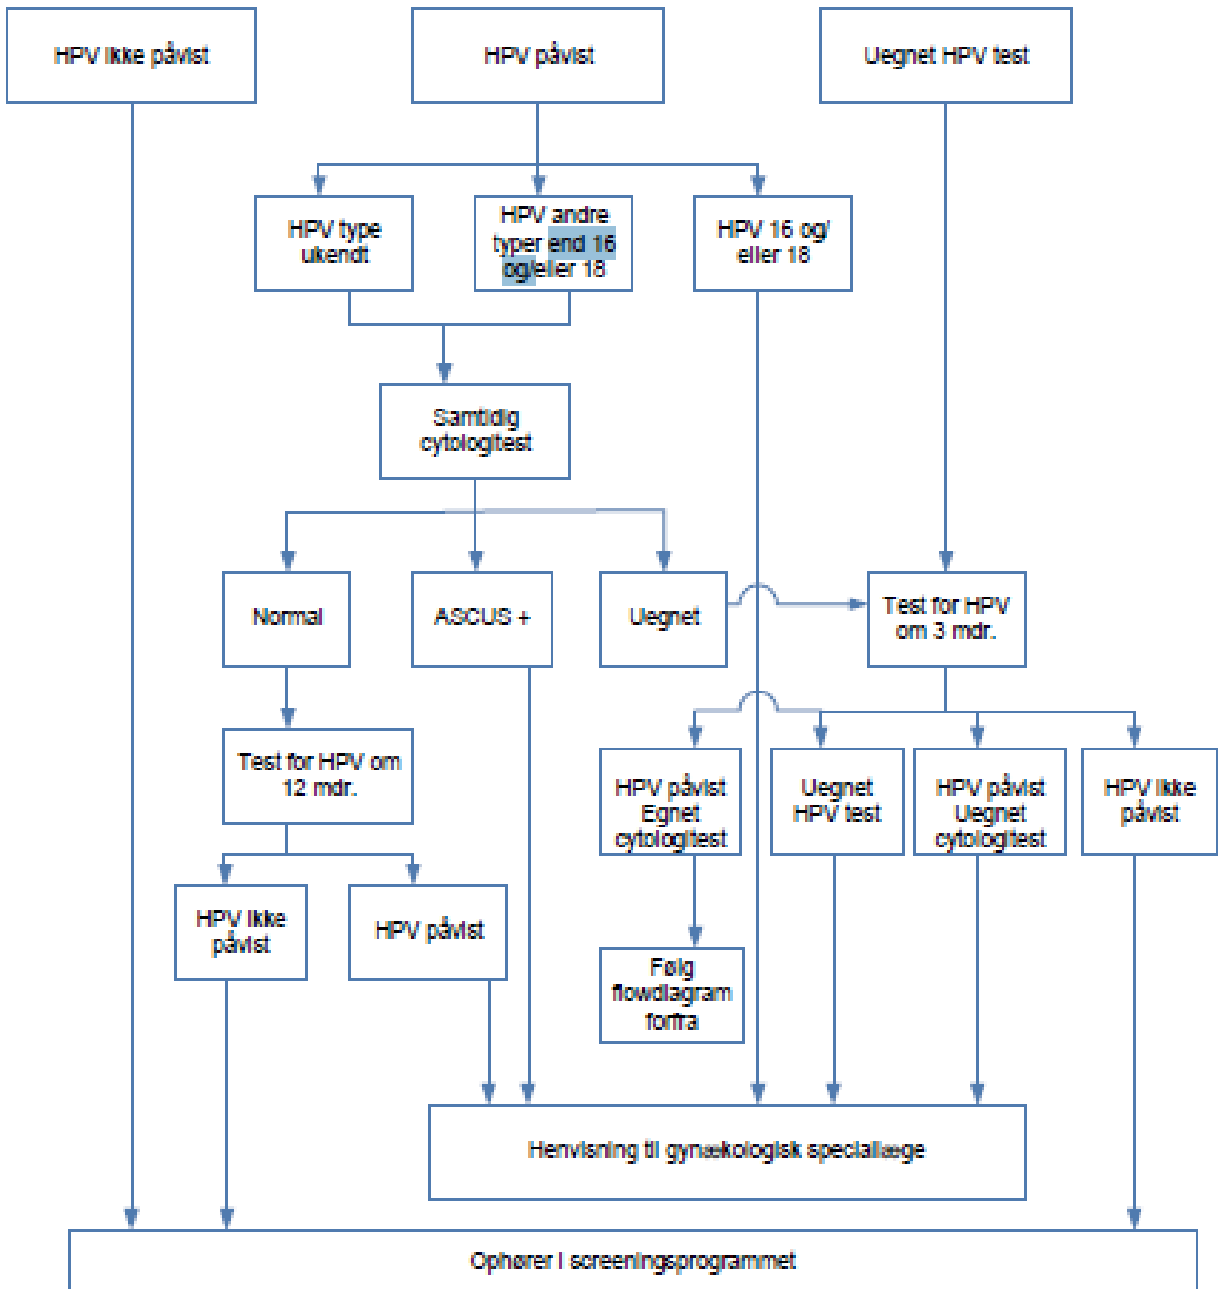 HPV ikke påvist
HPV påvist
Uegnet HPV test
HPV type
ukendt
HPV andre
typer end 16
og/eller 18
HPV 16 og/
eller 18
Samtidig
cytologitest
Normal
ASCUS +
Uegnet
Test for HPV
om 3 mdr.
Test for HPV om
12 mdr.
HPV påvist
Egnet
cytologitest
Uegnet
HPV test
HPV påvist
Uegnet
cytologitest
HPV ikke
påvist
HPV ikke
påvist
HPV påvist
Følg
flowdiagram
forfra
Henvisning til gynækologisk speciallæge
Ophører i screeningsprogrammet